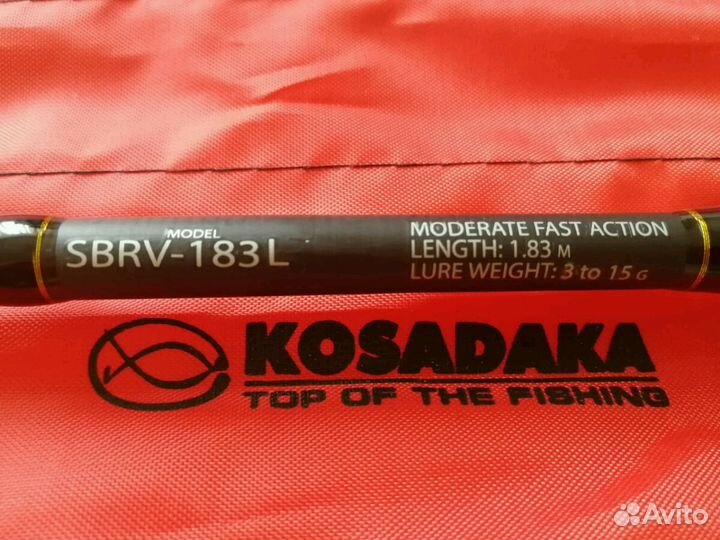 MODEL
SBRV-183L
MODERATE FAST ACTION
LENGTH: 1.83 M
LURE WEIGHT: 3 to 15 G
KOSADAKA
TOP OF THE FISHING
Avito